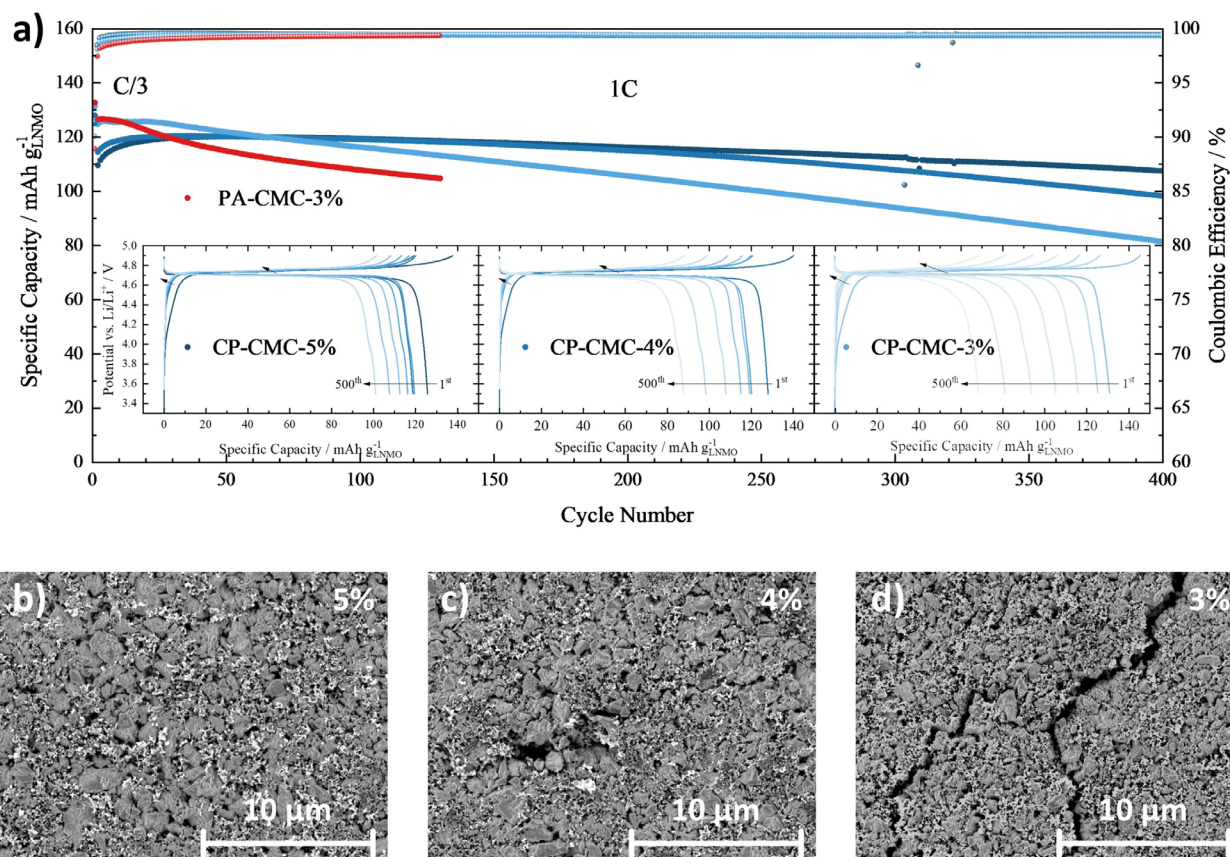 a)
160
140
120
100
80
60
40
20
0
Specific Capacity / mAh g⁻¹LNMO
100
95
90
85
80
75
70
65
60
Coulombic Efficiency / %
C/3
1C
PA-CMC-3%
5.0
4.8
4.6
4.4
4.2
4.0
3.8
3.6
3.4
Potential vs. Li/Li⁺ / V
CP-CMC-5%
500th
1st
0 20 40 60 80 100 120 140
Specific Capacity / mAh g⁻¹LNMO
CP-CMC-4%
500th
1st
0 20 40 60 80 100 120 140
Specific Capacity / mAh g⁻¹LNMO
CP-CMC-3%
500th
1st
0 20 40 60 80 100 120 140
Specific Capacity / mAh g⁻¹LNMO
0 50 100 150 200 250 300 350 400
Cycle Number
b)
5%
10 µm
c)
4%
10 µm
d)
3%
10 µm